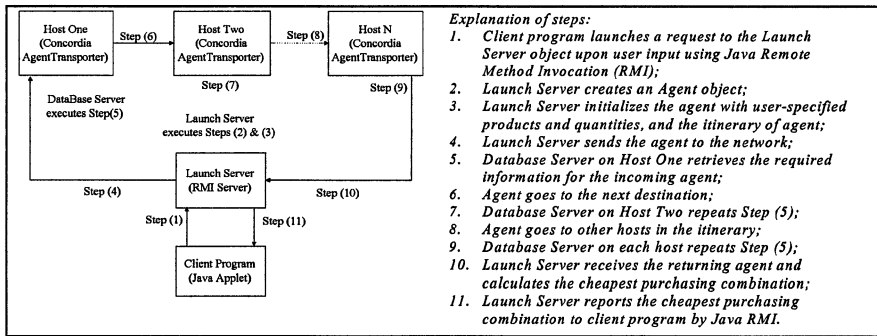 Host One
(Concordia
AgentTransporter)
Step (6)
Host Two
(Concordia
AgentTransporter)
Step (8)
Host N
(Concordia
AgentTransporter)
Step (7)
Step (9)
DataBase Server
executes Step(5)
Launch Server
executes Steps (2) & (3)
Launch Server
(RMI Server)
Step (4)
Step (10)
Step (1)
Step (11)
Client Program
(Java Applet)
Explanation of steps:
1. Client program launches a request to the Launch
Server object upon user input using Java Remote
Method Invocation (RMI);
2. Launch Server creates an Agent object;
3. Launch Server initializes the agent with user-specified
products and quantities, and the itinerary of agent;
4. Launch Server sends the agent to the network;
5. Database Server on Host One retrieves the required
information for the incoming agent;
6. Agent goes to the next destination;
7. Database Server on Host Two repeats Step (5);
8. Agent goes to other hosts in the itinerary;
9. Database Server on each host repeats Step (5);
10. Launch Server receives the returning agent and
calculates the cheapest purchasing combination;
11. Launch Server reports the cheapest purchasing
combination to client program by Java RMI.